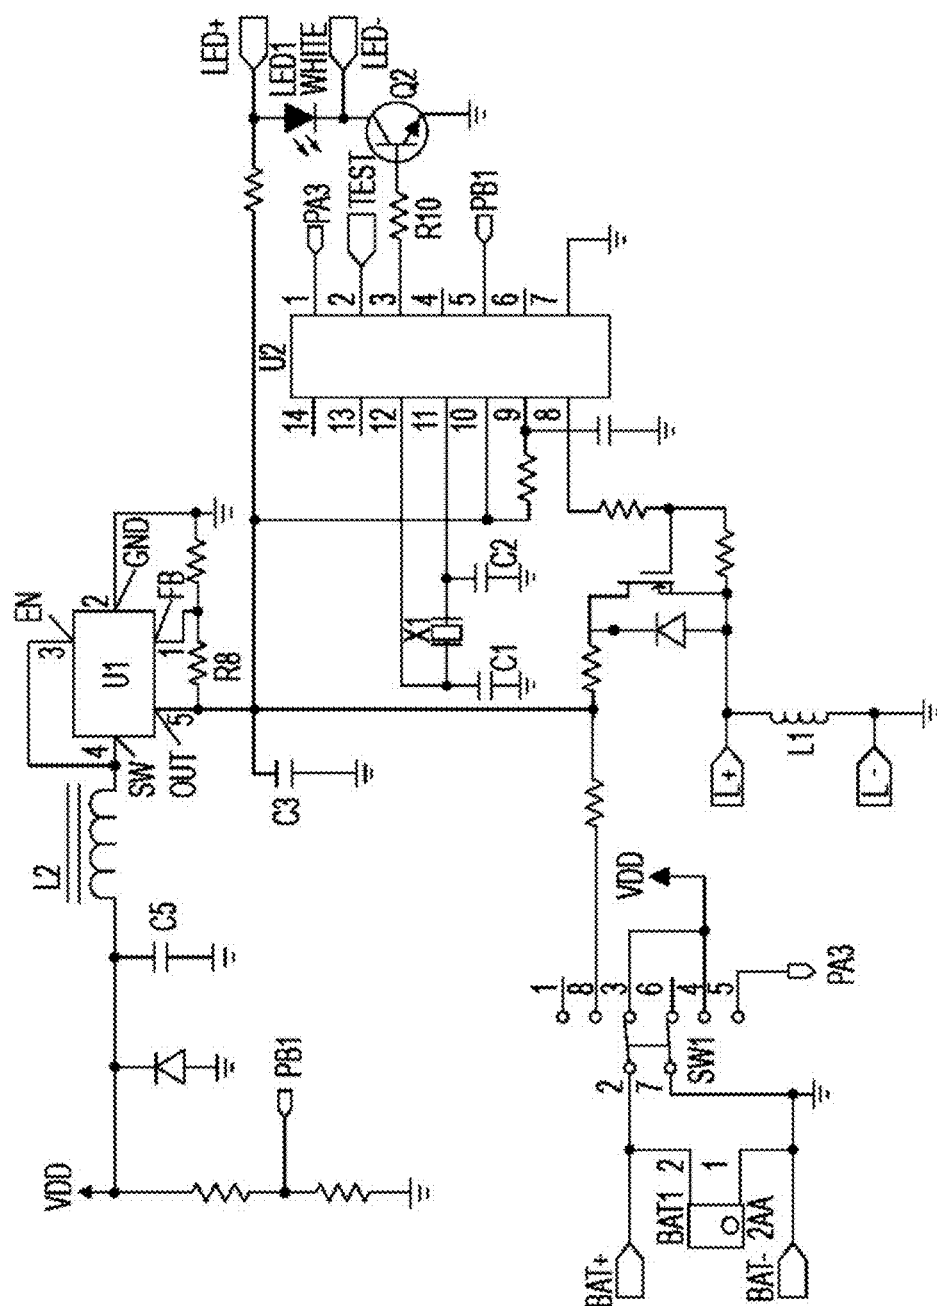 VDD
L2
4
SW
3
EN
U1
2
GND
OUT
5
1
FB
R8
C5
PB1
C3
LED+
LED1
WHITE
LED-
Q2
PA3
TEST
R10
PB1
1
2
3
4
5
6
7
U2
14
13
12
11
10
9
8
X1
C1
C2
L+
L1
L-
VDD
1
8
3
6
4
5
PA3
2
7
SW1
BAT+
BAT1
2
1
2AA
BAT-